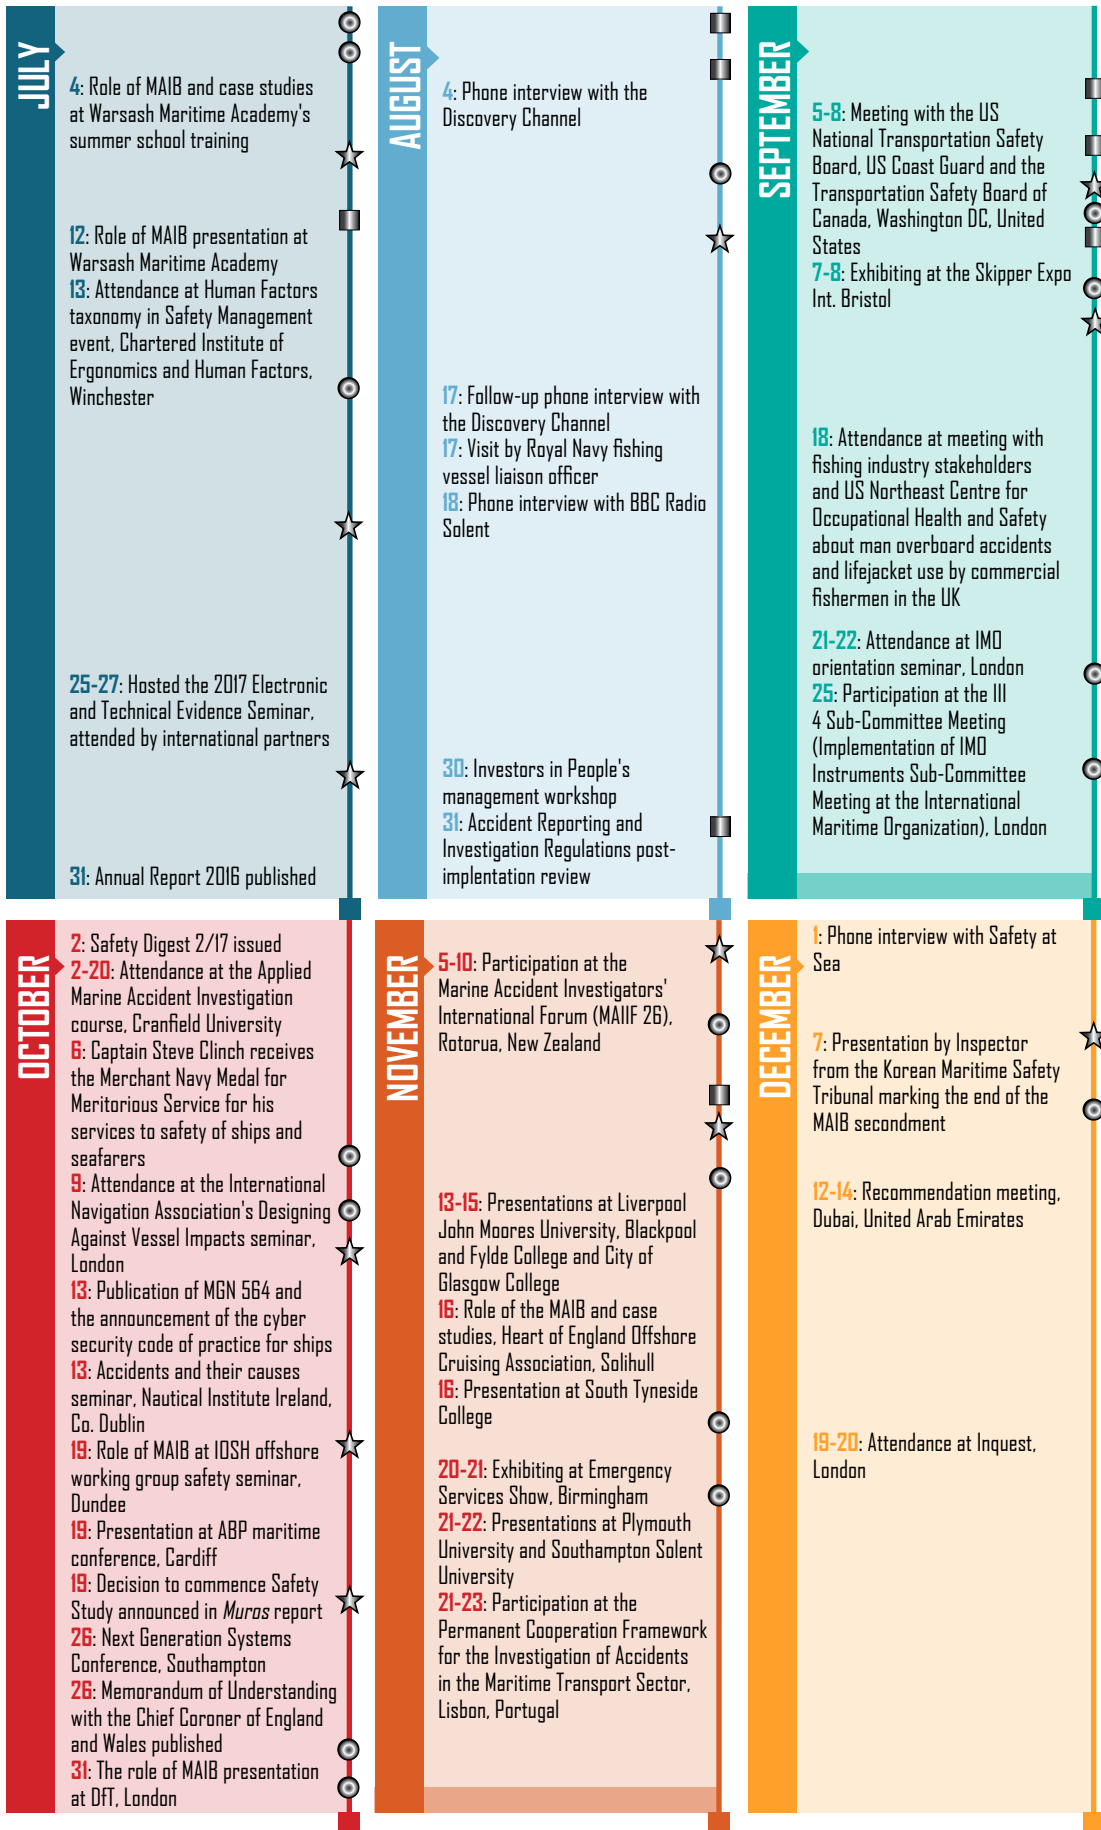 JULY
4: Role of MAIB and case studies
at Warsash Maritime Academy's
summer school training
12: Role of MAIB presentation at
Warsash Maritime Academy
13: Attendance at Human Factors
taxonomy in Safety Management
event, Chartered Institute of
Ergonomics and Human Factors,
Winchester
25-27: Hosted the 2017 Electronic
and Technical Evidence Seminar,
attended by international partners
31: Annual Report 2016 published
AUGUST
4: Phone interview with the
Discovery Channel
17: Follow-up phone interview with
the Discovery Channel
17: Visit by Royal Navy fishing
vessel liaison officer
18: Phone interview with BBC Radio
Solent
30: Investors in People's
management workshop
31: Accident Reporting and
Investigation Regulations post-
implentation review
SEPTEMBER
5-8: Meeting with the US
National Transportation Safety
Board, US Coast Guard and the
Transportation Safety Board of
Canada, Washington DC, United
States
7-8: Exhibiting at the Skipper Expo
Int. Bristol
18: Attendance at meeting with
fishing industry stakeholders
and US Northeast Centre for
Occupational Health and Safety
about man overboard accidents
and lifejacket use by commercial
fishermen in the UK
21-22: Attendance at IMO
orientation seminar, London
25: Participation at the III
4 Sub-Committee Meeting
(Implementation of IMO
Instruments Sub-Committee
Meeting at the International
Maritime Organization), London
OCTOBER
2: Safety Digest 2/17 issued
2-20: Attendance at the Applied
Marine Accident Investigation
course, Cranfield University
6: Captain Steve Clinch receives
the Merchant Navy Medal for
Meritorious Service for his
services to safety of ships and
seafarers
9: Attendance at the International
Navigation Association's Designing
Against Vessel Impacts seminar,
London
13: Publication of MGN 564 and
the announcement of the cyber
security code of practice for ships
13: Accidents and their causes
seminar, Nautical Institute Ireland,
Co. Dublin
19: Role of MAIB at IOSH offshore
working group safety seminar,
Dundee
19: Presentation at ABP maritime
conference, Cardiff
19: Decision to commence Safety
Study announced in Muros report
26: Next Generation Systems
Conference, Southampton
26: Memorandum of Understanding
with the Chief Coroner of England
and Wales published
31: The role of MAIB presentation
at DfT, London
NOVEMBER
5-10: Participation at the
Marine Accident Investigators'
International Forum (MAIIF 26),
Rotorua, New Zealand
13-15: Presentations at Liverpool
John Moores University, Blackpool
and Fylde College and City of
Glasgow College
16: Role of the MAIB and case
studies, Heart of England Offshore
Cruising Association, Solihull
16: Presentation at South Tyneside
College
20-21: Exhibiting at Emergency
Services Show, Birmingham
21-22: Presentations at Plymouth
University and Southampton Solent
University
21-23: Participation at the
Permanent Cooperation Framework
for the Investigation of Accidents
in the Maritime Transport Sector,
Lisbon, Portugal
DECEMBER
1: Phone interview with Safety at
Sea
7: Presentation by Inspector
from the Korean Maritime Safety
Tribunal marking the end of the
MAIB secondment
12-14: Recommendation meeting,
Dubai, United Arab Emirates
19-20: Attendance at Inquest,
London